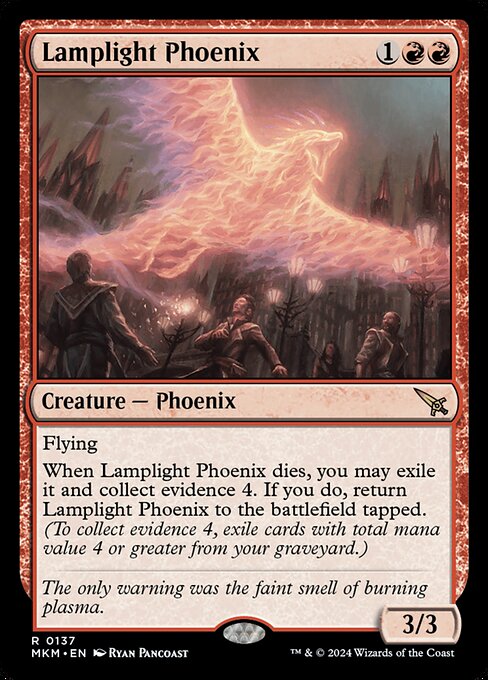 Lamplight Phoenix 1
Creature — Phoenix
Flying
When Lamplight Phoenix dies, you may exile
it and collect evidence 4. If you do, return
Lamplight Phoenix to the battlefield tapped.
(To collect evidence 4, exile cards with total mana
value 4 or greater from your graveyard.)
The only warning was the faint smell of burning
plasma.
3/3
R 0137
MKM • EN RYAN PANCOAST
™ & © 2024 Wizards of the Coast